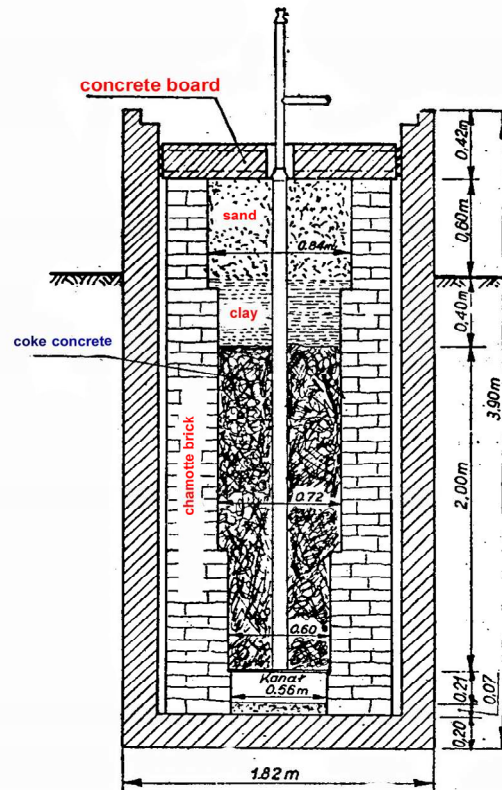 concrete board
0,42m
sand
0.84m
0,60m
clay
0,40m
coke concrete
chamotte brick
3.90m
2,00m
0.72
0.60
Kanał
0.56m
0.21
0.07
0,20
1.82m